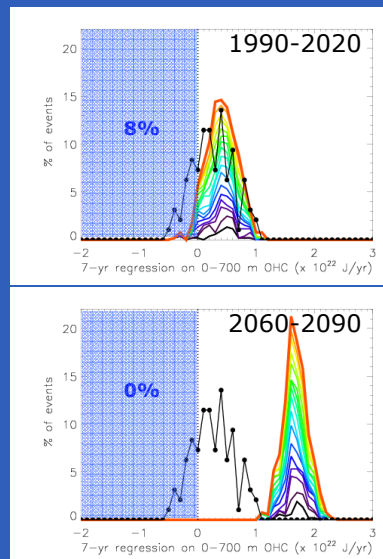 1990-2020
20
15
8%
% of events
10
5
0
−2 −1 0 1 2 3
7-yr regression on 0-700 m OHC (x 10²² J/yr)
2060-2090
20
15
0%
% of events
10
5
0
−2 −1 0 1 2 3
7-yr regression on 0-700 m OHC (x 10²² J/yr)